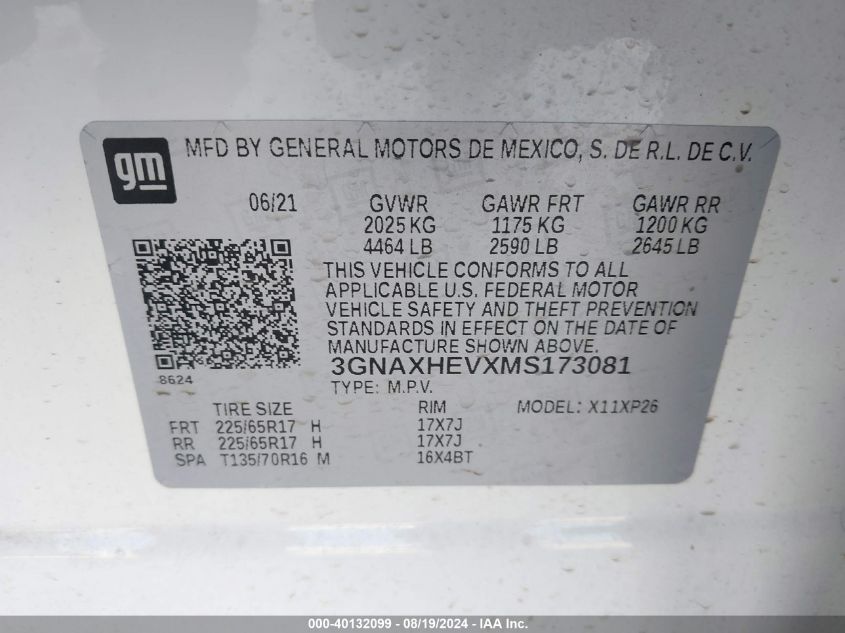 gm
MFD BY GENERAL MOTORS DE MEXICO, S. DE R.L. DE C.V.
06/21 GVWR GAWR FRT GAWR RR
2025 KG 1175 KG 1200 KG
4464 LB 2590 LB 2645 LB
THIS VEHICLE CONFORMS TO ALL
APPLICABLE U.S. FEDERAL MOTOR
VEHICLE SAFETY AND THEFT PREVENTION
STANDARDS IN EFFECT ON THE DATE OF
MANUFACTURE SHOWN ABOVE.
8624
3GNAXHEVXMS173081
TYPE: M.P.V.
TIRE SIZE RIM MODEL: X11XP26
FRT 225/65R17 H 17X7J
RR 225/65R17 H 17X7J
SPA T135/70R16 M 16X4BT
000-40132099 - 08/19/2024 - IAA Inc.